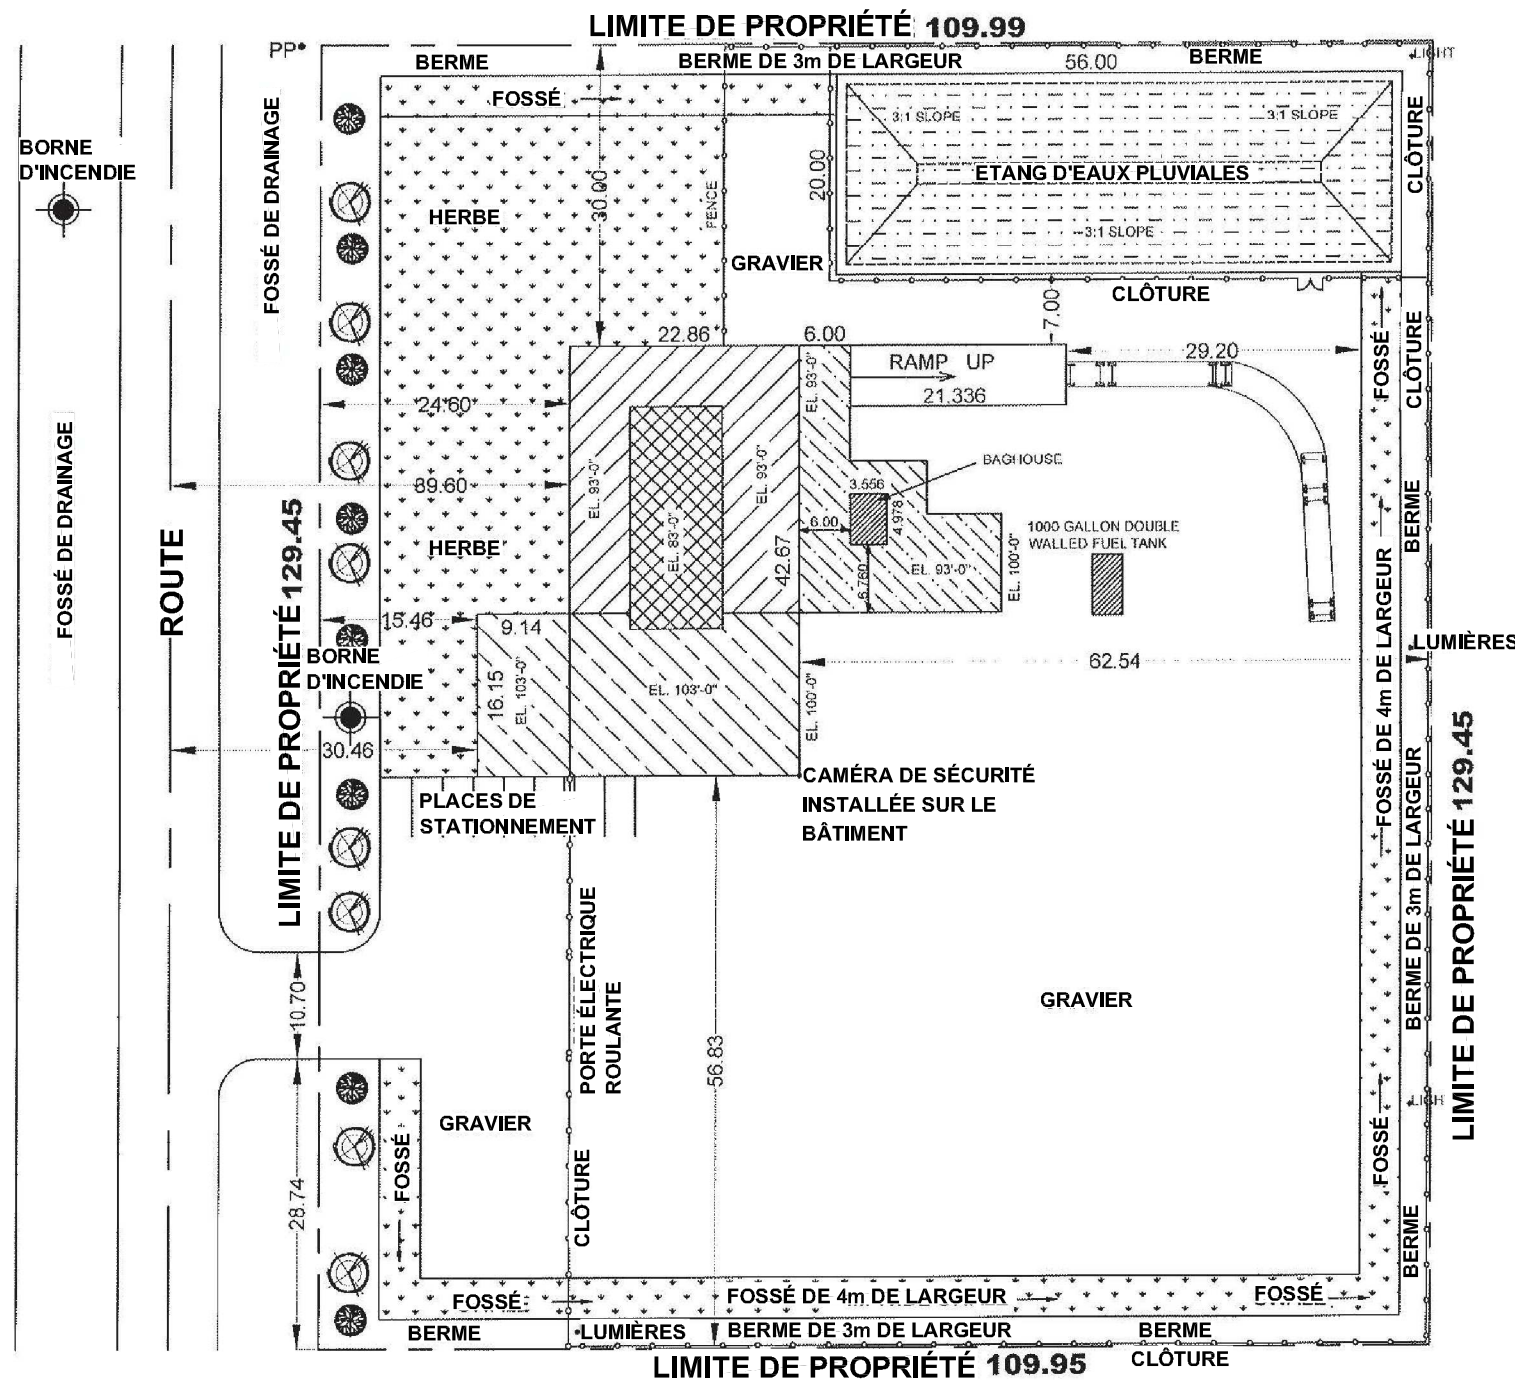 LIMITE DE PROPRIÉTÉ 109.99
PP
BERME
BERME DE 3m DE LARGEUR
56.00
BERME
LIGHT
FOSSÉ
3:1 SLOPE
3:1 SLOPE
CLÔTURE
BORNE
D'INCENDIE
FOSSÉ DE DRAINAGE
30.00
FENCE
20.00
ETANG D'EAUX PLUVIALES
HERBE
3:1 SLOPE
GRAVIER
CLÔTURE
7.00
22.86
6.00
FOSSÉ
CLÔTURE
EL. 93'-0"
RAMP UP
21.336
29.20
24.60
FOSSÉ DE DRAINAGE
89.60
EL. 93'-0"
EL. 93'-0"
BAGHOUSE
3.556
4.978
6.00
BERME
ROUTE
LIMITE DE PROPRIÉTÉ 129.45
HERBE
EL. 83'-0"
42.67
6.760
EL. 93'-0"
EL. 100'-0"
1000 GALLON DOUBLE
WALLED FUEL TANK
15.46
9.14
BORNE
D'INCENDIE
16.15
EL. 103'-0"
EL. 103'-0"
EL. 100'-0"
62.54
LUMIÈRES
FOSSÉ DE 4m DE LARGEUR
30.46
PLACES DE
STATIONNEMENT
CAMÉRA DE SÉCURITÉ
INSTALLÉE SUR LE
BÂTIMENT
BERME DE 3m DE LARGEUR
LIMITE DE PROPRIÉTÉ 129.45
PORTE ÉLECTRIQUE
ROULANTE
10.70
GRAVIER
56.83
GRAVIER
FOSSÉ
CLÔTURE
28.74
FOSSÉ
LIGH
BERME
FOSSÉ
FOSSÉ DE 4m DE LARGEUR
FOSSÉ
BERME
LUMIÈRES
BERME DE 3m DE LARGEUR
BERME
LIMITE DE PROPRIÉTÉ 109.95
CLÔTURE